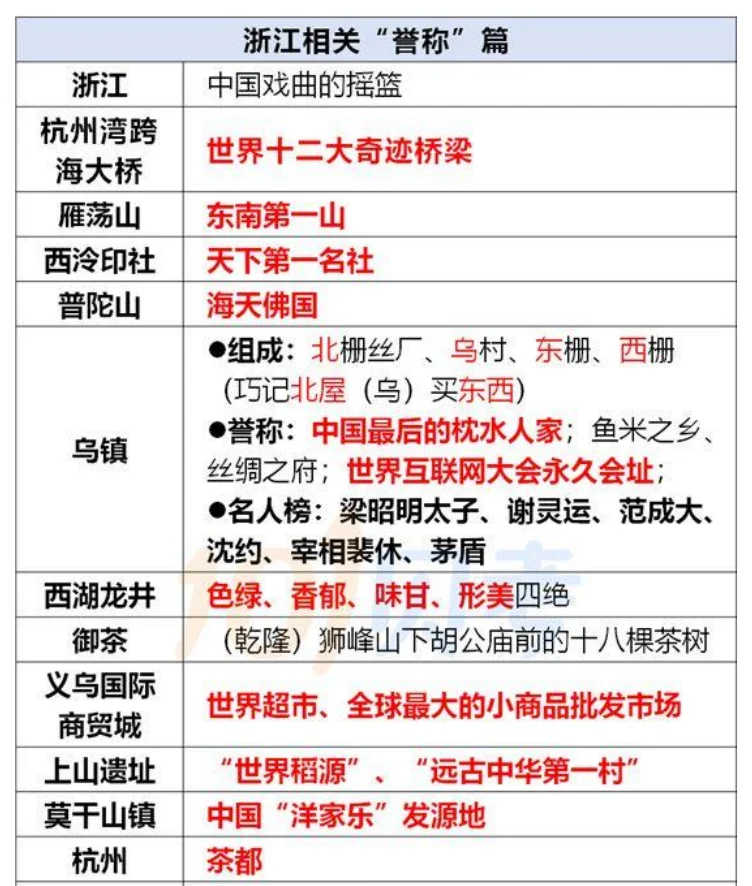 浙江相关“誉称”篇
浙江
中国戏曲的摇篮
杭州湾跨
海大桥
世界十二大奇迹桥梁
雁荡山
东南第一山
西泠印社
天下第一名社
普陀山
海天佛国
乌镇
●组成：北栅丝厂、乌村、东栅、西栅
（巧记北屋（乌）买东西）
●誉称：中国最后的枕水人家；鱼米之乡、
丝绸之府；世界互联网大会永久会址；
●名人榜：梁昭明太子、谢灵运、范成大、
沈约、宰相裴休、茅盾
西湖龙井
色绿、香郁、味甘、形美四绝
御茶
（乾隆）狮峰山下胡公庙前的十八棵茶树
义乌国际
商贸城
世界超市、全球最大的小商品批发市场
上山遗址
“世界稻源”、“远古中华第一村”
莫干山镇
中国“洋家乐”发源地
杭州
茶都